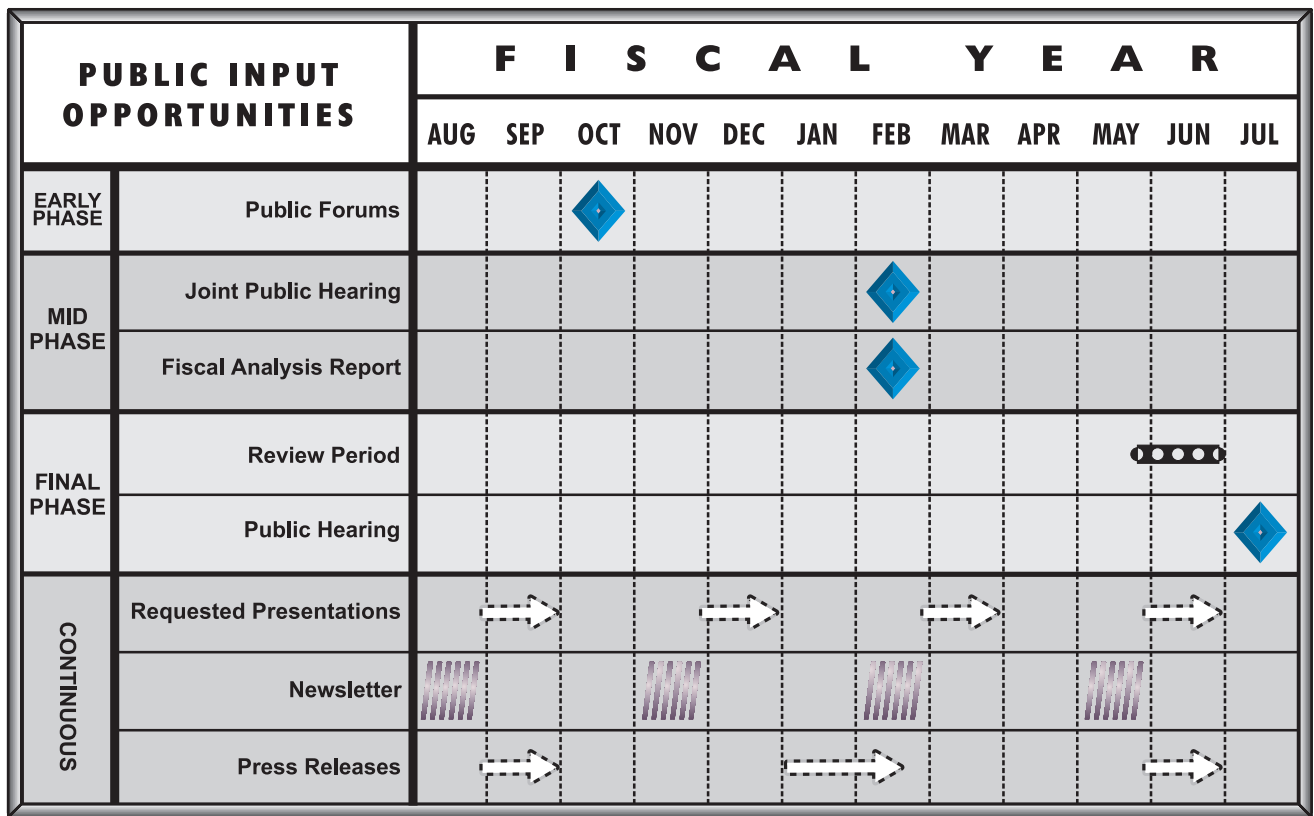 PUBLIC INPUT
OPPORTUNITIES
FISCAL YEAR
AUG SEP OCT NOV DEC JAN FEB MAR APR MAY JUN JUL
EARLY
PHASE
Public Forums
MID
PHASE
Joint Public Hearing
Fiscal Analysis Report
FINAL
PHASE
Review Period
Public Hearing
CONTINUOUS
Requested Presentations
Newsletter
Press Releases